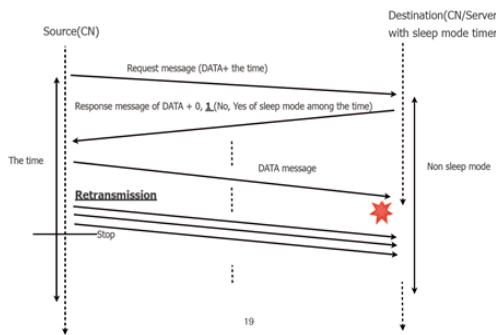 Source(CN)
Destination(CN/Server)
with sleep mode timer
Request message (DATA+ the time)
Response message of DATA + 0, 1 (No, Yes of sleep mode among the time)
The time
DATA message
Non sleep mode
Retransmission
Stop
19